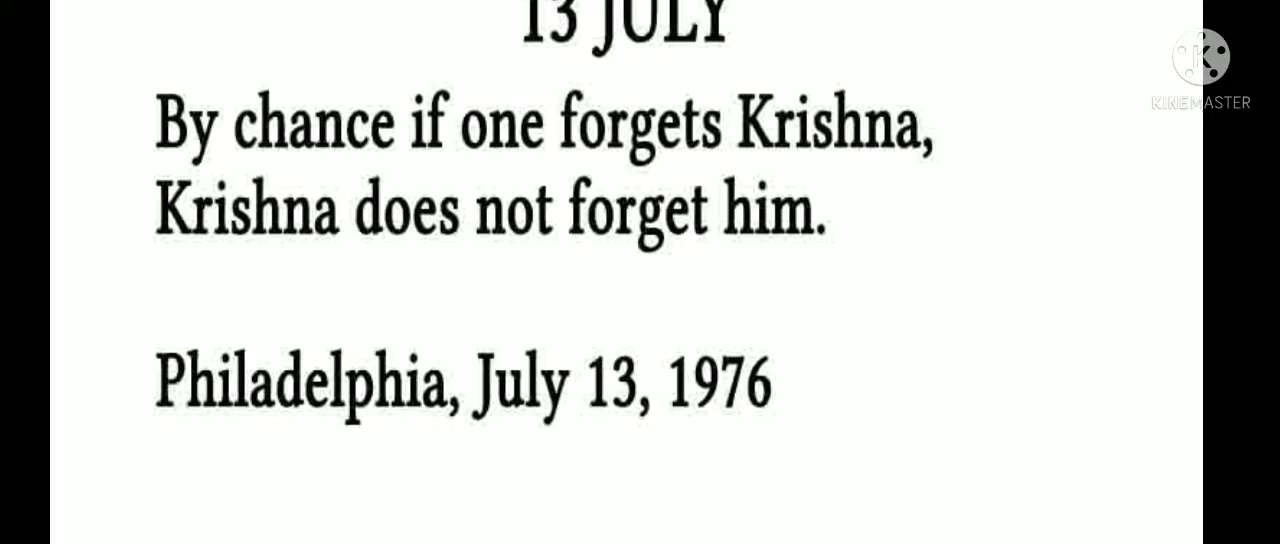 13 JULY
By chance if one forgets Krishna,
Krishna does not forget him.
Philadelphia, July 13, 1976
K
KINEMASTER